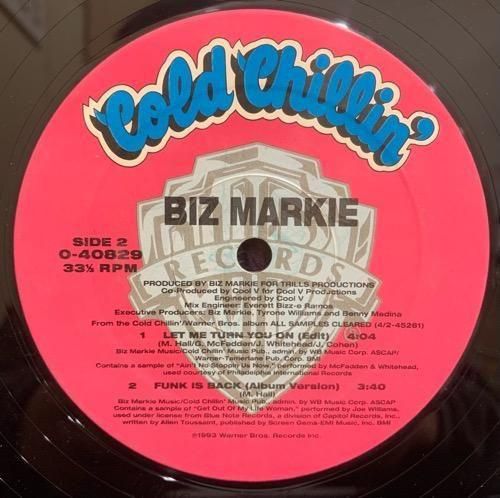 Cold Chillin'
BIZ MARKIE
SIDE 2
0-40829
33⅓ RPM
RECORDS
PRODUCED BY BIZ MARKIE FOR TRILLS PRODUCTIONS
Co-Produced by Cool V for Cool V Productions
Engineered by Cool V
Mix Engineer: Everett Bizz-e Ramos
Executive Producers: Biz Markie, Tyrone Williams and Benny Medina
From the Cold Chillin'/Warner Bros. album ALL SAMPLES CLEARED (4/2-45261)
1 LET ME TURN YOU ON (Edit) 4:04
(M. Hall/G. McFadden/J. Whitehead/J. Cohen)
Biz Markie Music/Cold Chillin' Music Pub., admin. by WB Music Corp. ASCAP/
Warner-Tamerlane Pub. Corp. BMI
Contains a sample of "Ain't No Stoppin Us Now," performed by McFadden & Whitehead,
used courtesy of Philadelphia International Records
2 FUNK IS BACK (Album Version) 3:40
(M. Hall)
Biz Markie Music/Cold Chillin' Music Pub., admin. by WB Music Corp. ASCAP
Contains a sample of "Get Out Of My Life Woman," performed by Joe Williams,
used under license from Blue Note Records, a division of Capitol Records, Inc.,
written by Allen Toussaint, published by Screen Gems-EMI Music, Inc. BMI
℗1993 Warner Bros. Records Inc.